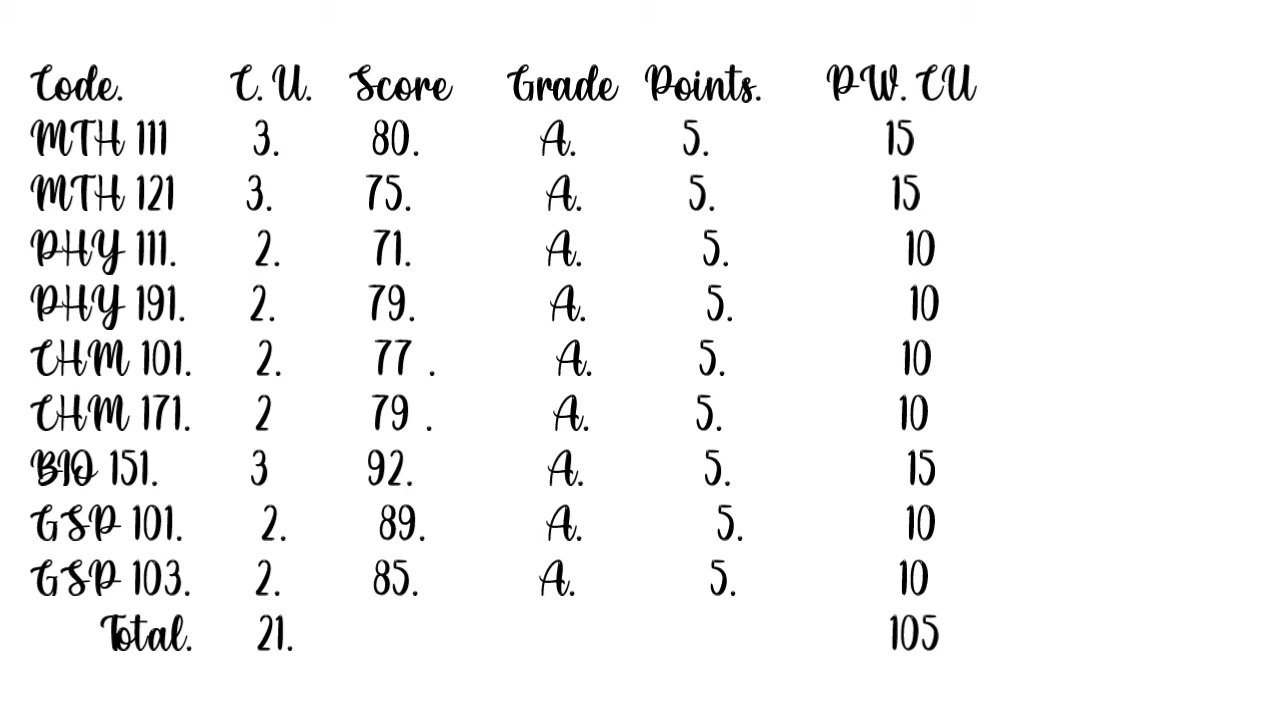 Code. C. U. Score Grade Points. PW. CU
MTH 111 3. 80. A. 5. 15
MTH 121 3. 75. A. 5. 15
PHY 111. 2. 71. A. 5. 10
PHY 191. 2. 79. A. 5. 10
CHM 101. 2. 77 . A. 5. 10
CHM 171. 2 79 . A. 5. 10
BIO 151. 3 92. A. 5. 15
GSP 101. 2. 89. A. 5. 10
GSP 103. 2. 85. A. 5. 10
Total. 21. 105